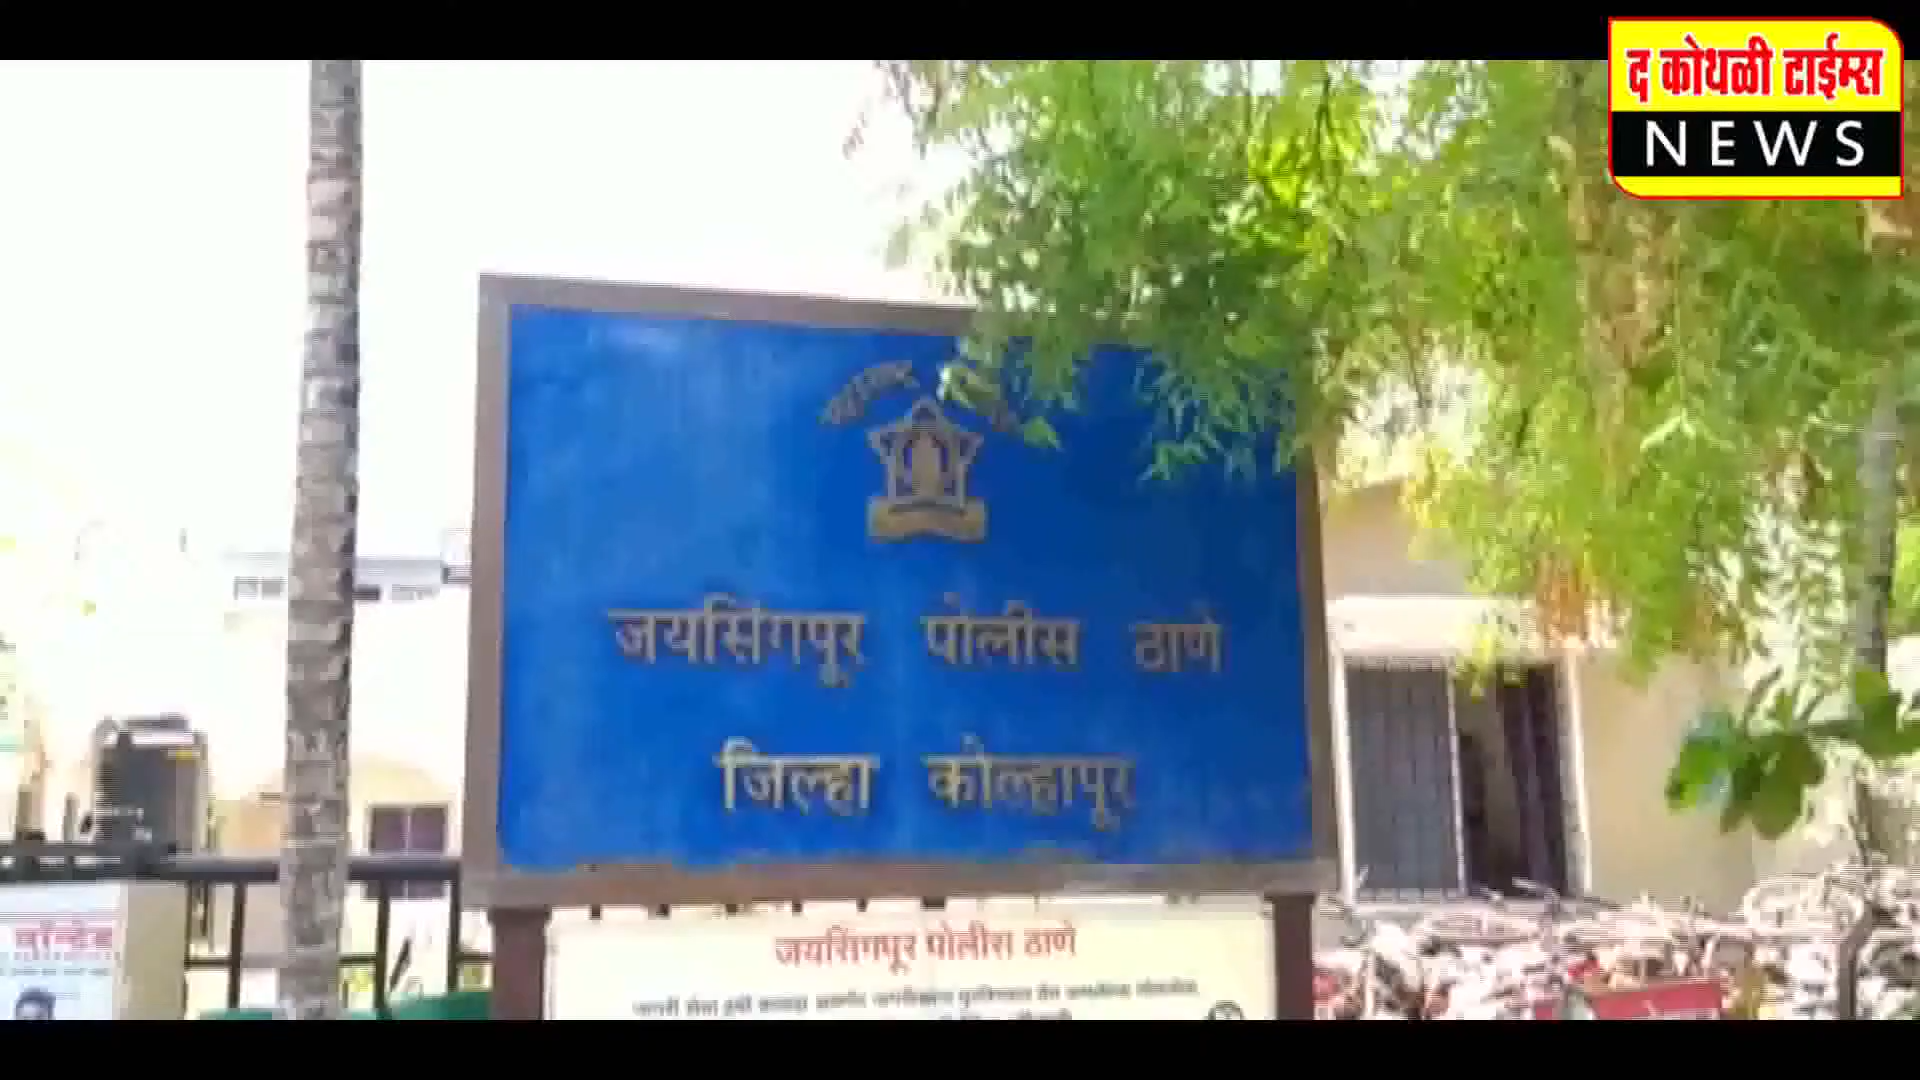 द कोथळी टाईम्स
NEWS
जयसिंगपूर पोलीस ठाणे
जिल्हा कोल्हापूर
जयसिंगपूर पोलीस ठाणे